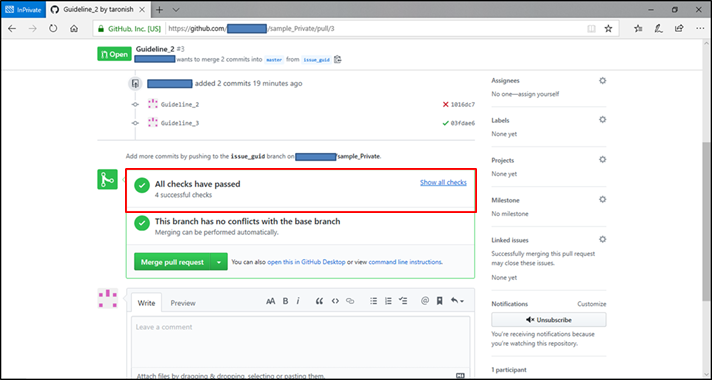 InPrivate
Guideline_2 by taronish
GitHub, Inc. [US]
https://github.com/
/sample_Private/pull/3
Open
Guideline_2 #3
wants to merge 2 commits into master from issue_guid
added 2 commits 19 minutes ago
Guideline_2
1016dc7
Guideline_3
03fdae6
Add more commits by pushing to the issue_guid branch on /sample_Private.
All checks have passed
4 successful checks
Show all checks
This branch has no conflicts with the base branch
Merging can be performed automatically.
Merge pull request
You can also open this in GitHub Desktop or view command line instructions.
Write
Preview
AA B i
Leave a comment
Attach files by dragging & dropping, selecting or pasting them.
Assignees
No one—assign yourself
Labels
None yet
Projects
None yet
Milestone
No milestone
Linked issues
Successfully merging this pull request
may close these issues.
None yet
Notifications
Customize
Unsubscribe
You're receiving notifications because
you're watching this repository.
1 participant